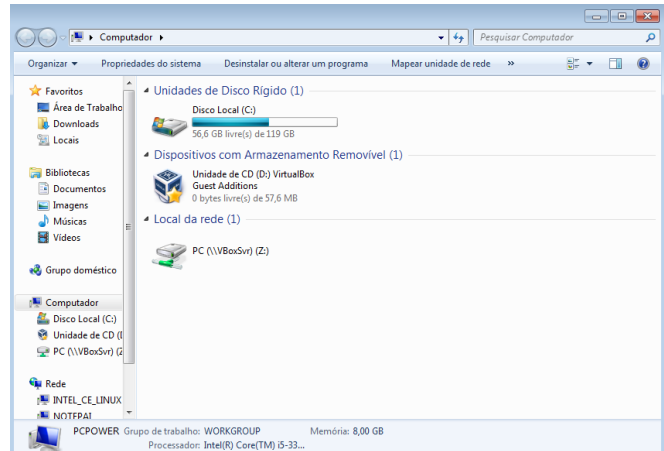 Computador
Pesquisar Computador
Organizar
Propriedades do sistema
Desinstalar ou alterar um programa
Mapear unidade de rede
»
Favoritos
Área de Trabalho
Downloads
Locais
Bibliotecas
Documentos
Imagens
Músicas
Vídeos
Grupo doméstico
Computador
Disco Local (C:)
Unidade de CD (
PC (\\VBoxSvr) (Z
Rede
INTEL_CE_LINUX
NOTEPAI
Unidades de Disco Rígido (1)
Disco Local (C:)
56,6 GB livre(s) de 119 GB
Dispositivos com Armazenamento Removível (1)
Unidade de CD (D:) VirtualBox
Guest Additions
0 bytes livre(s) de 57,6 MB
Local da rede (1)
PC (\\VBoxSvr) (Z:)
PCPOWER Grupo de trabalho: WORKGROUP Memória: 8,00 GB
Processador: Intel(R) Core(TM) i5-33...